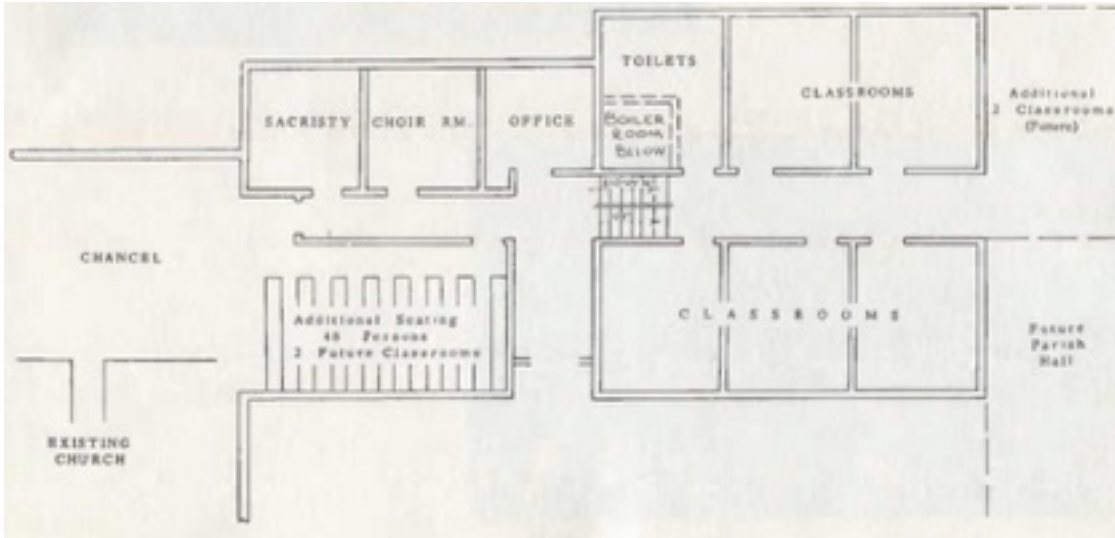 TOILETS
CLASSROOMS
Additional
2 Classrooms
(Future)
SACRISTY
CHOIR RM.
OFFICE
BOILER
ROOM
BELOW
CHANCEL
Additional Seating
48 Persons
2 Future Classrooms
CLASSROOMS
Future
Parish
Hall
EXISTING
CHURCH